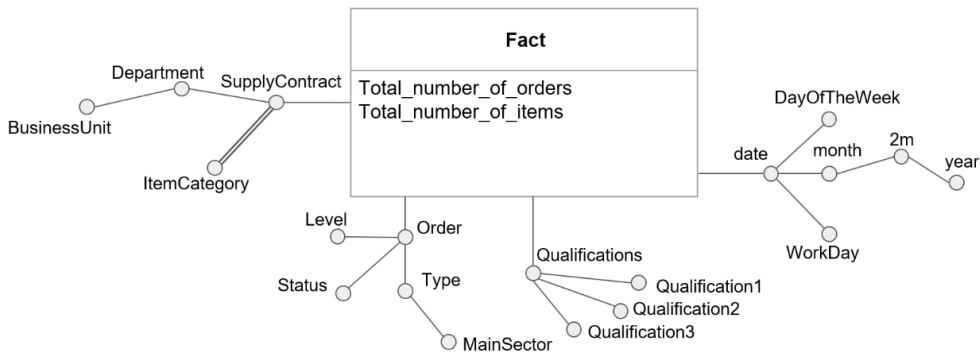 Fact
Total_number_of_orders
Total_number_of_items
Department
SupplyContract
BusinessUnit
ItemCategory
DayOfTheWeek
date
month
2m
year
WorkDay
Level
Order
Status
Type
MainSector
Qualifications
Qualification1
Qualification2
Qualification3